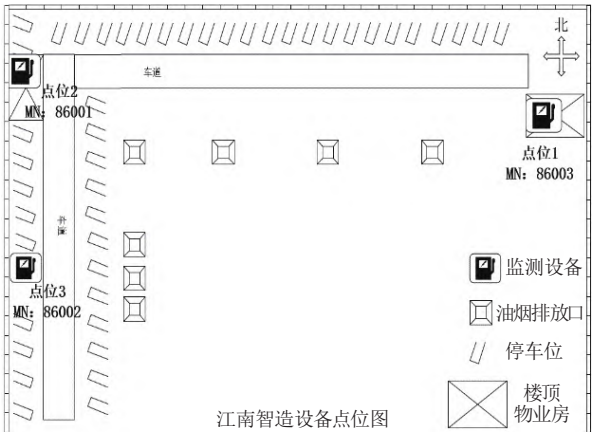 北
车道
点位2
MN: 86001
点位1
MN: 86003
车道
点位3
MN: 86002
监测设备
油烟排放口
停车位
楼顶
物业房
江南智造设备点位图